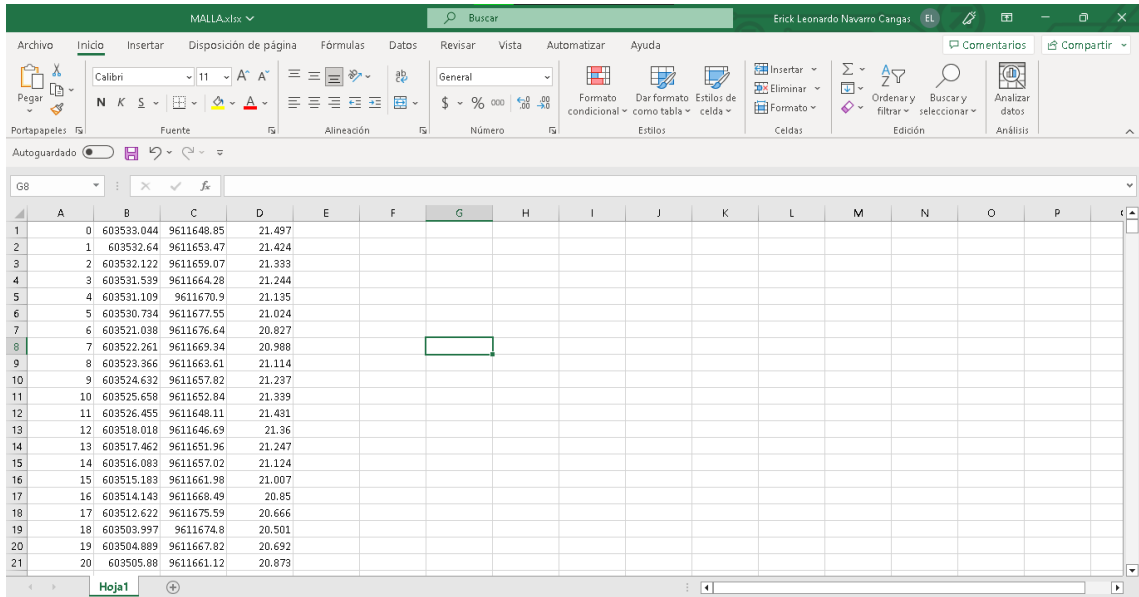 MALLA.xlsx
Buscar
Erick Leonardo Navarro Cangas EL
Archivo Inicio Insertar Disposición de página Fórmulas Datos Revisar Vista Automatizar Ayuda Comentarios Compartir
Pegar
Calibri 11 A^ A˅ ab General Insertar Σ
N K S A $ % 000 Eliminar
Formato condicional Dar formato como tabla Estilos de celda Formato Ordenar y filtrar Buscar y seleccionar Analizar datos
Portapapeles Fuente Alineación Número Estilos Celdas Edición Análisis
Autoguardado
G8 fx
A B C D E F G H I J K L M N O P
1 0 603533.044 9611648.85 21.497
2 1 603532.64 9611653.47 21.424
3 2 603532.122 9611659.07 21.333
4 3 603531.539 9611664.28 21.244
5 4 603531.109 9611670.9 21.135
6 5 603530.734 9611677.55 21.024
7 6 603521.038 9611676.64 20.827
8 7 603522.261 9611669.34 20.988
9 8 603523.366 9611663.61 21.114
10 9 603524.632 9611657.82 21.237
11 10 603525.658 9611652.84 21.339
12 11 603526.455 9611648.11 21.431
13 12 603518.018 9611646.69 21.36
14 13 603517.462 9611651.96 21.247
15 14 603516.083 9611657.02 21.124
16 15 603515.183 9611661.98 21.007
17 16 603514.143 9611668.49 20.85
18 17 603512.622 9611675.59 20.666
19 18 603503.997 9611674.8 20.501
20 19 603504.889 9611667.82 20.692
21 20 603505.88 9611661.12 20.873
Hoja1